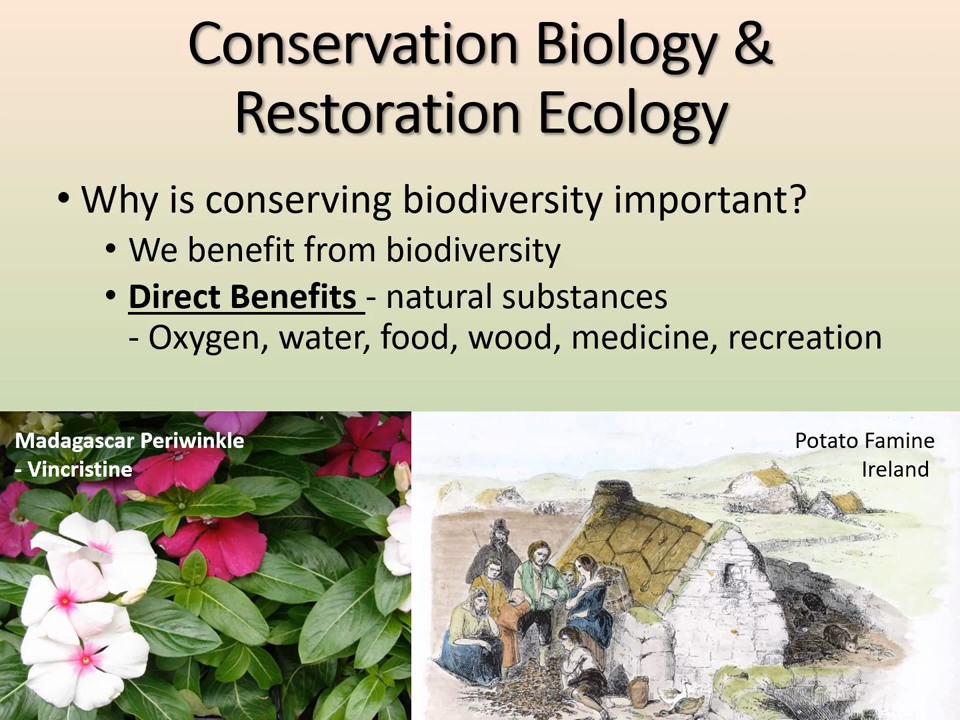 Conservation Biology &
Restoration Ecology
• Why is conserving biodiversity important?
• We benefit from biodiversity
• Direct Benefits - natural substances
- Oxygen, water, food, wood, medicine, recreation
Madagascar Periwinkle
- Vincristine
Potato Famine
Ireland